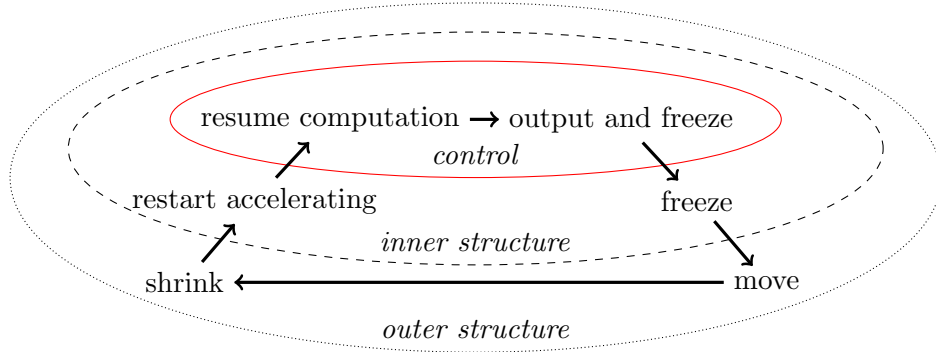 resume computation
output and freeze
control
restart accelerating
freeze
inner structure
shrink
move
outer structure